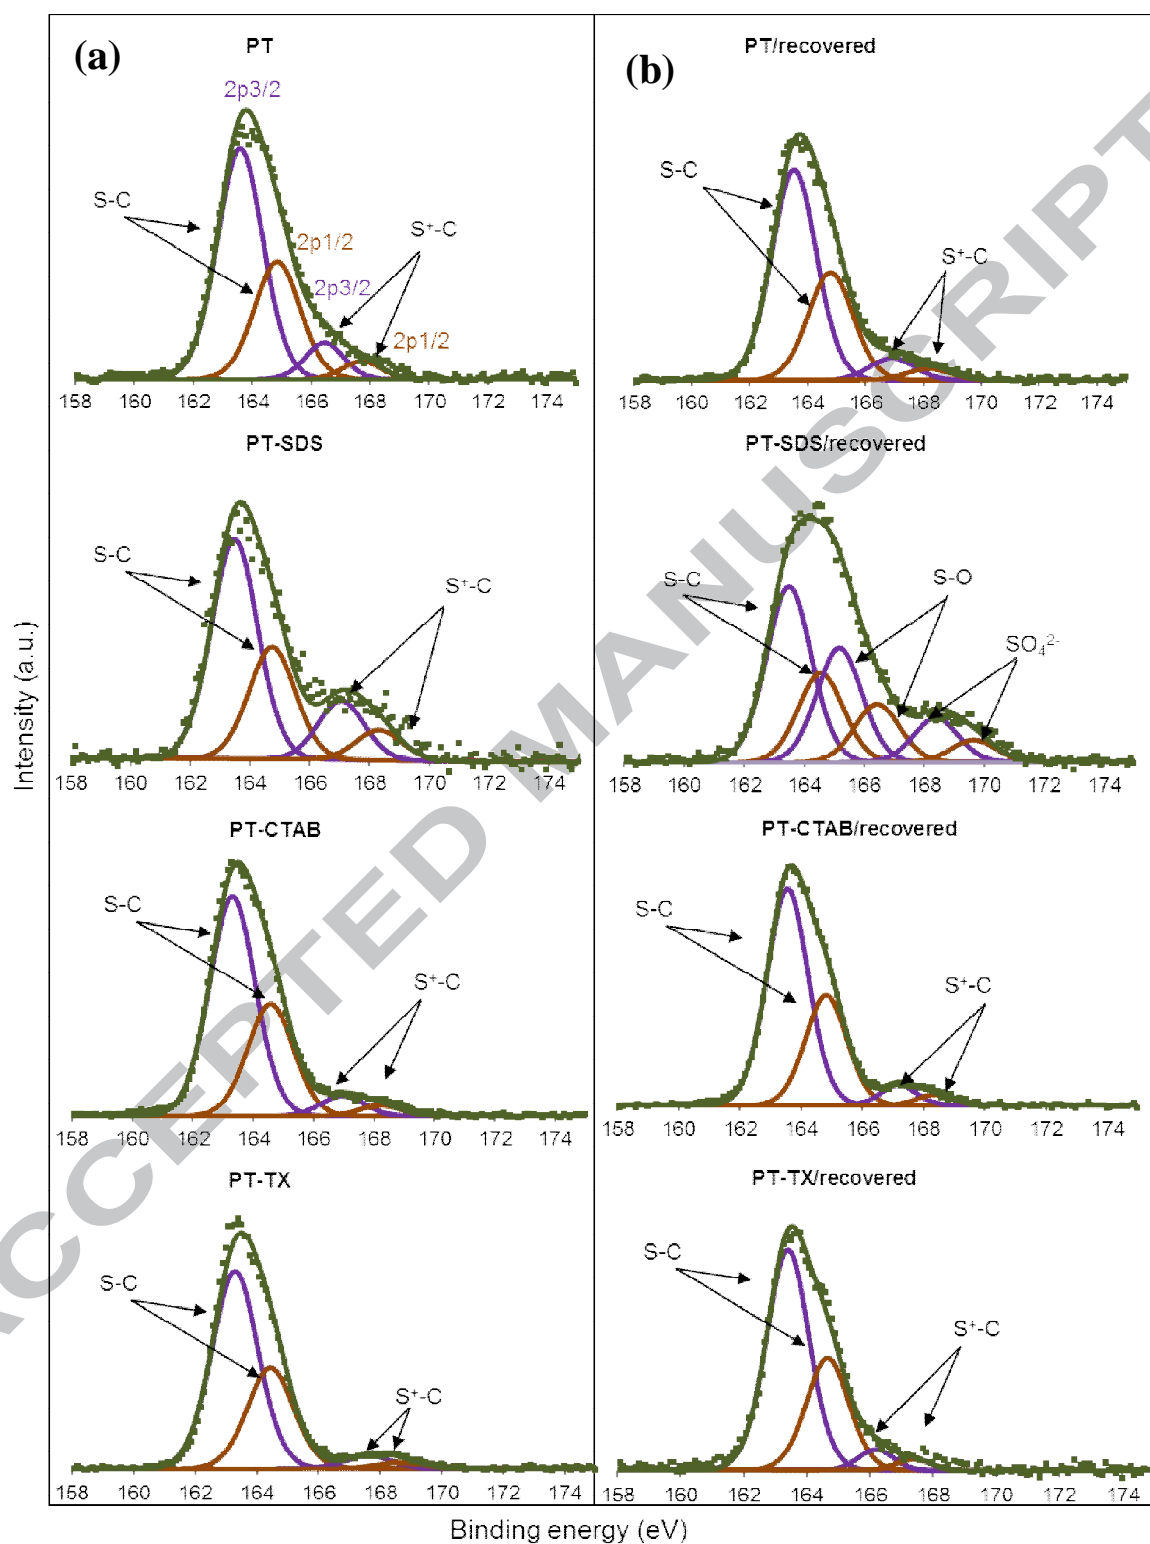 (a)
PT
2p3/2
S-C
2p1/2
S⁺-C
2p3/2
2p1/2
158 160 162 164 166 168 170 172 174
(b)
PT/recovered
S-C
S⁺-C
158 160 162 164 166 168 170 172 174
PT-SDS
S-C
S⁺-C
158 160 162 164 166 168 170 172 174
PT-SDS/recovered
S-C
S-O
SO₄²⁻
158 160 162 164 166 168 170 172 174
PT-CTAB
S-C
S⁺-C
158 160 162 164 166 168 170 172 174
PT-CTAB/recovered
S-C
S⁺-C
158 160 162 164 166 168 170 172 174
PT-TX
S-C
S⁺-C
158 160 162 164 166 168 170 172 174
PT-TX/recovered
S-C
S⁺-C
158 160 162 164 166 168 170 172 174
Intensity (a.u.)
Binding energy (eV)
ACCEPTED MANUSCRIPT